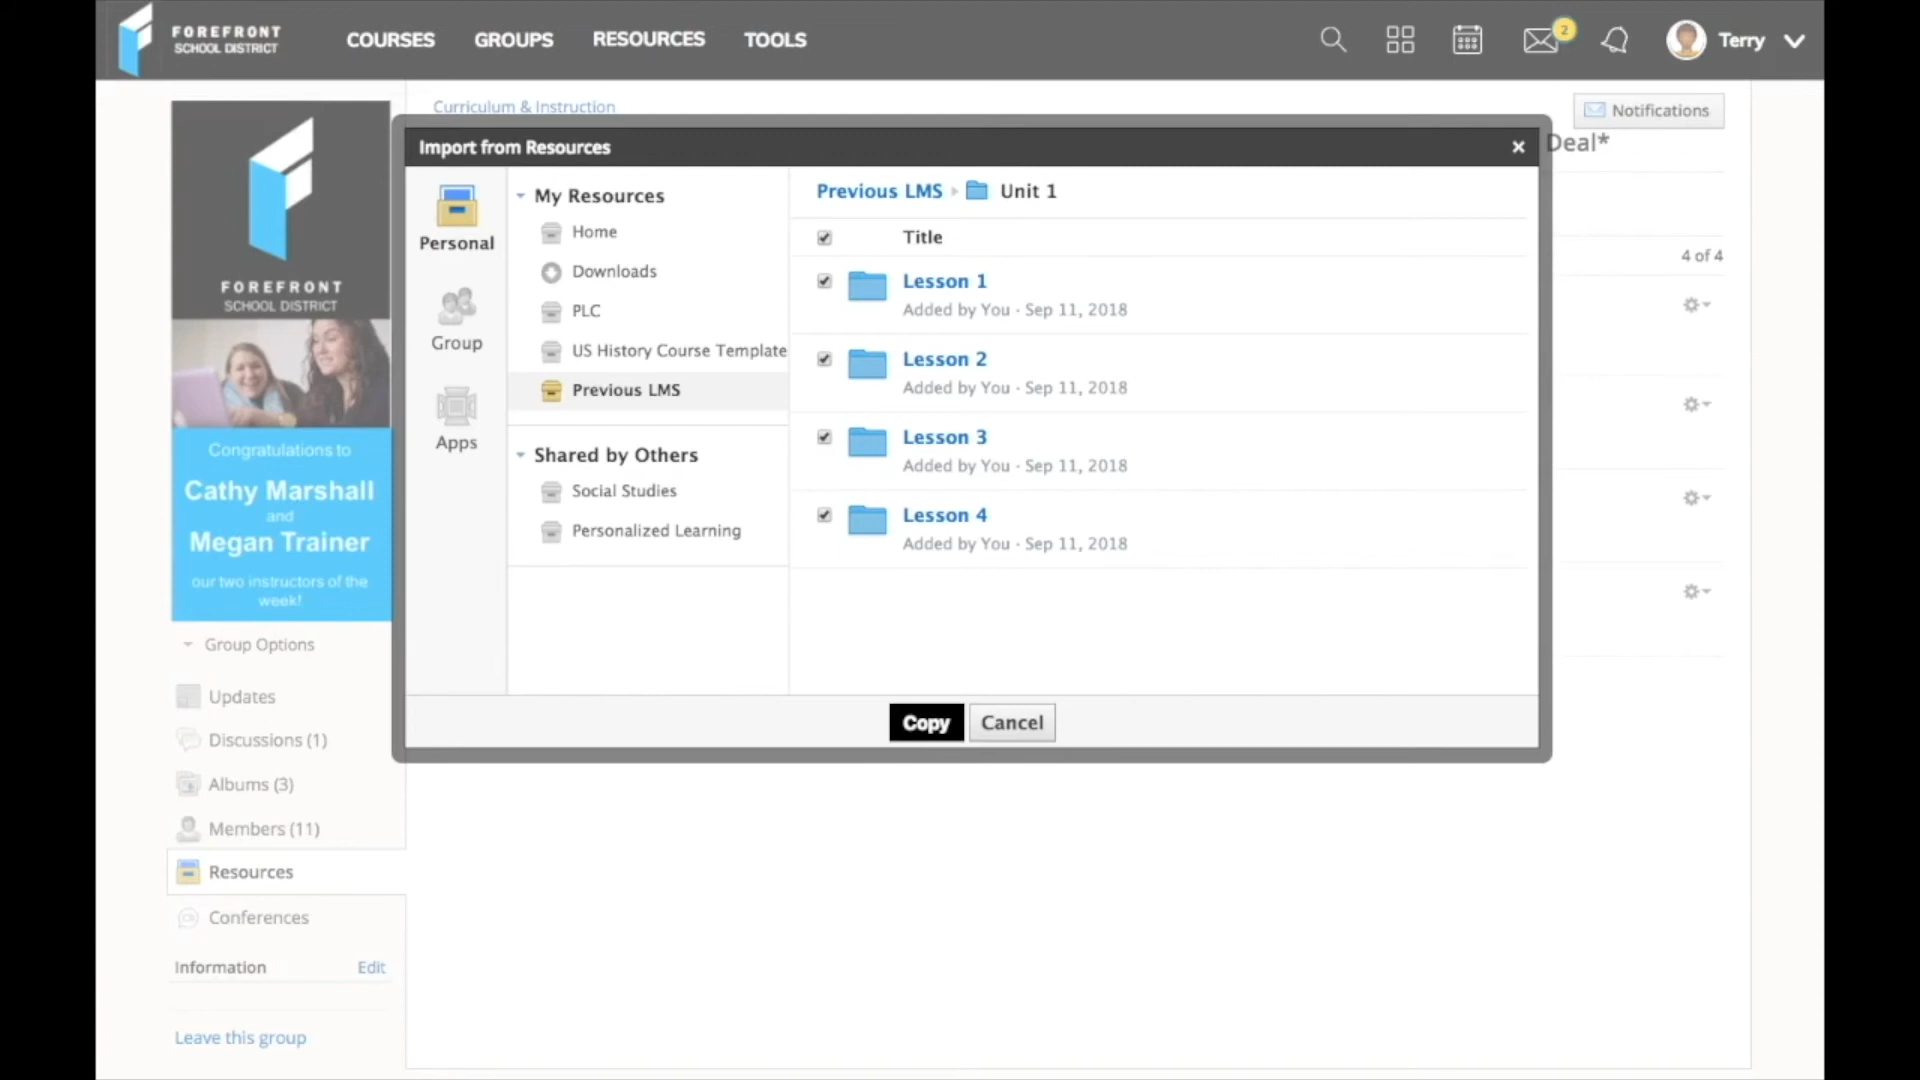 FOREFRONT
SCHOOL DISTRICT
COURSES
GROUPS
RESOURCES
TOOLS
2
Terry
FOREFRONT
SCHOOL DISTRICT
Congratulations to
Cathy Marshall
and
Megan Trainer
our two instructors of the
week!
Group Options
Updates
Discussions (1)
Albums (3)
Members (11)
Resources
Conferences
Information
Edit
Leave this group
Curriculum & Instruction
Notifications
Deal*
4 of 4
Import from Resources
×
Personal
Group
Apps
My Resources
Home
Downloads
PLC
US History Course Template
Previous LMS
Shared by Others
Social Studies
Personalized Learning
Previous LMS
Unit 1
Title
Lesson 1
Added by You · Sep 11, 2018
Lesson 2
Added by You · Sep 11, 2018
Lesson 3
Added by You · Sep 11, 2018
Lesson 4
Added by You · Sep 11, 2018
Copy
Cancel